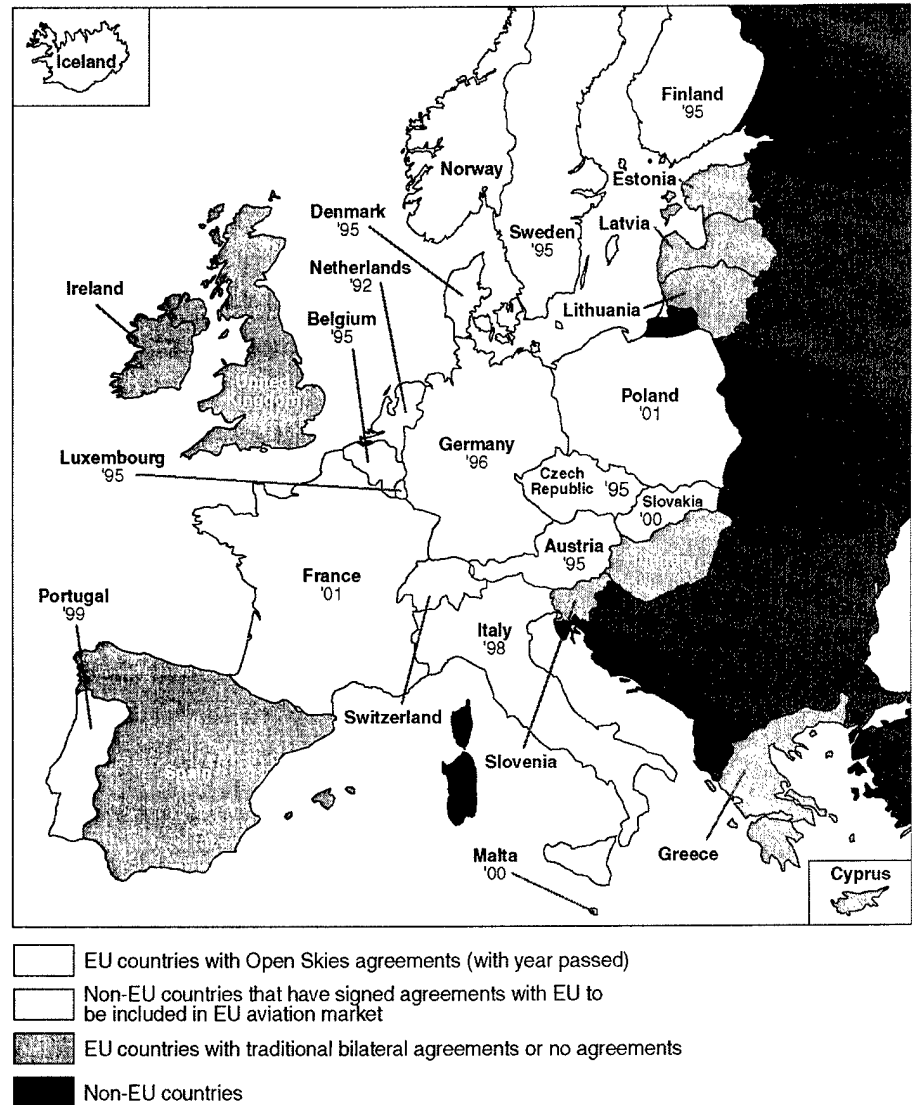 Iceland
Finland
'95
Norway
Estonia
Denmark
'95
Sweden
'95
Latvia
Netherlands
'92
Ireland
Belgium
'95
Lithuania
United
Kingdom
Poland
'01
Germany
'96
Luxembourg
'95
Czech
Republic '95
Slovakia
'00
Austria
'95
France
'01
Portugal
'99
Italy
'98
Switzerland
Slovenia
Spain
Malta
'00
Greece
Cyprus
EU countries with Open Skies agreements (with year passed)
Non-EU countries that have signed agreements with EU to
be included in EU aviation market
EU countries with traditional bilateral agreements or no agreements
Non-EU countries